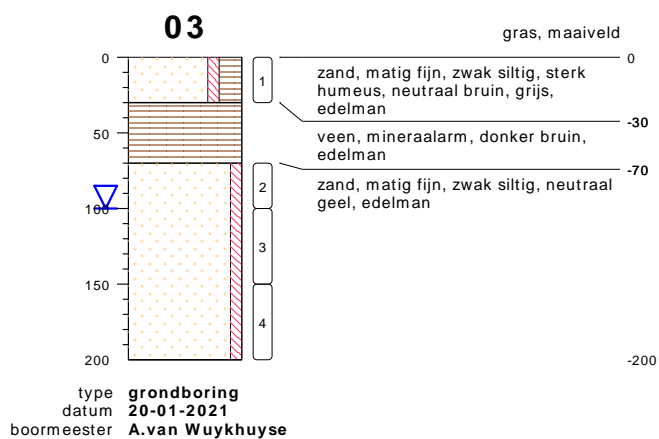 03
gras, maaiveld
0
0
1
zand, matig fijn, zwak siltig, sterk
humeus, neutraal bruin, grijs,
edelman
-30
50
veen, mineraalarm, donker bruin,
edelman
-70
2
zand, matig fijn, zwak siltig, neutraal
geel, edelman
100
3
150
4
200
-200
type grondboring
datum 20-01-2021
boormeester A.van Wuykhuyse